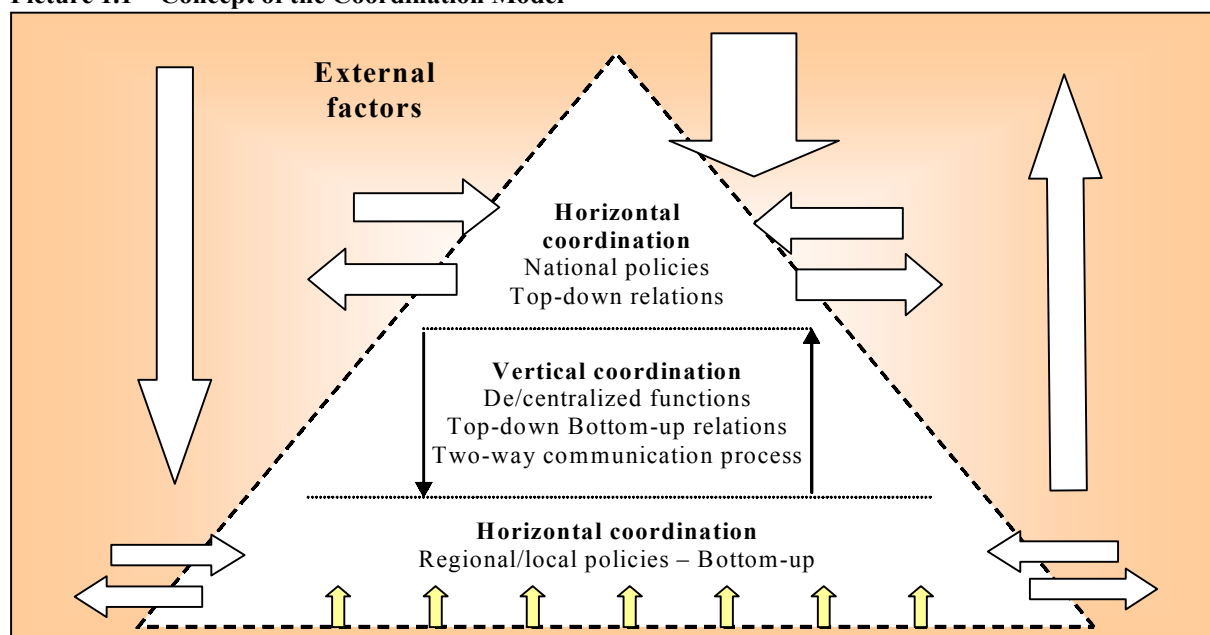 Picture 1.1 – Concept of the Coordination Model
External
factors
Horizontal
coordination
National policies
Top-down relations
Vertical coordination
De/centralized functions
Top-down Bottom-up relations
Two-way communication process
Horizontal coordination
Regional/local policies – Bottom-up